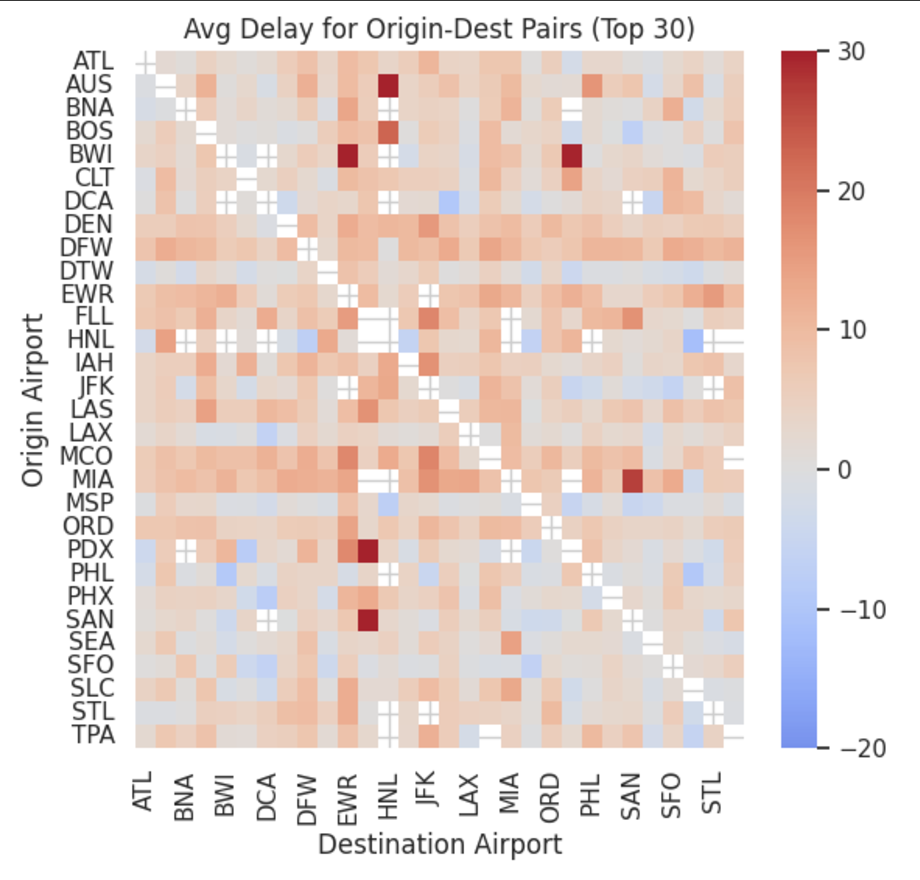 Avg Delay for Origin-Dest Pairs (Top 30)
ATL
AUS
BNA
BOS
BWI
CLT
DCA
DEN
DFW
DTW
EWR
FLL
HNL
IAH
JFK
LAS
LAX
MCO
MIA
MSP
ORD
PDX
PHL
PHX
SAN
SEA
SFO
SLC
STL
TPA
Origin Airport
ATL BNA BWI DCA DFW EWR HNL JFK LAX MIA ORD PHL SAN SFO STL
Destination Airport
30
20
10
0
−10
−20